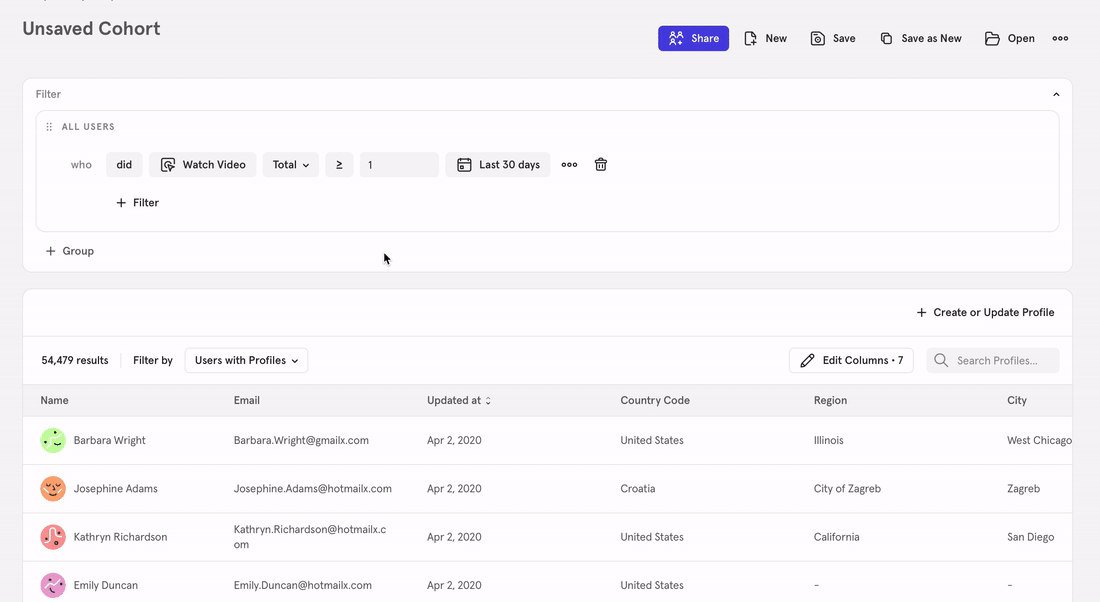 Unsaved Cohort
Share New Save Save as New Open
Filter
ALL USERS
who did Watch Video Total ≥ 1 Last 30 days
+ Filter
+ Group
+ Create or Update Profile
54,479 results Filter by Users with Profiles Edit Columns • 7 Search Profiles...
Name Email Updated at Country Code Region City
Barbara Wright Barbara.Wright@gmailx.com Apr 2, 2020 United States Illinois West Chicago
Josephine Adams Josephine.Adams@hotmailx.com Apr 2, 2020 Croatia City of Zagreb Zagreb
Kathryn Richardson Kathryn.Richardson@hotmailx.c
om Apr 2, 2020 United States California San Diego
Emily Duncan Emily.Duncan@hotmailx.com Apr 2, 2020 United States - -